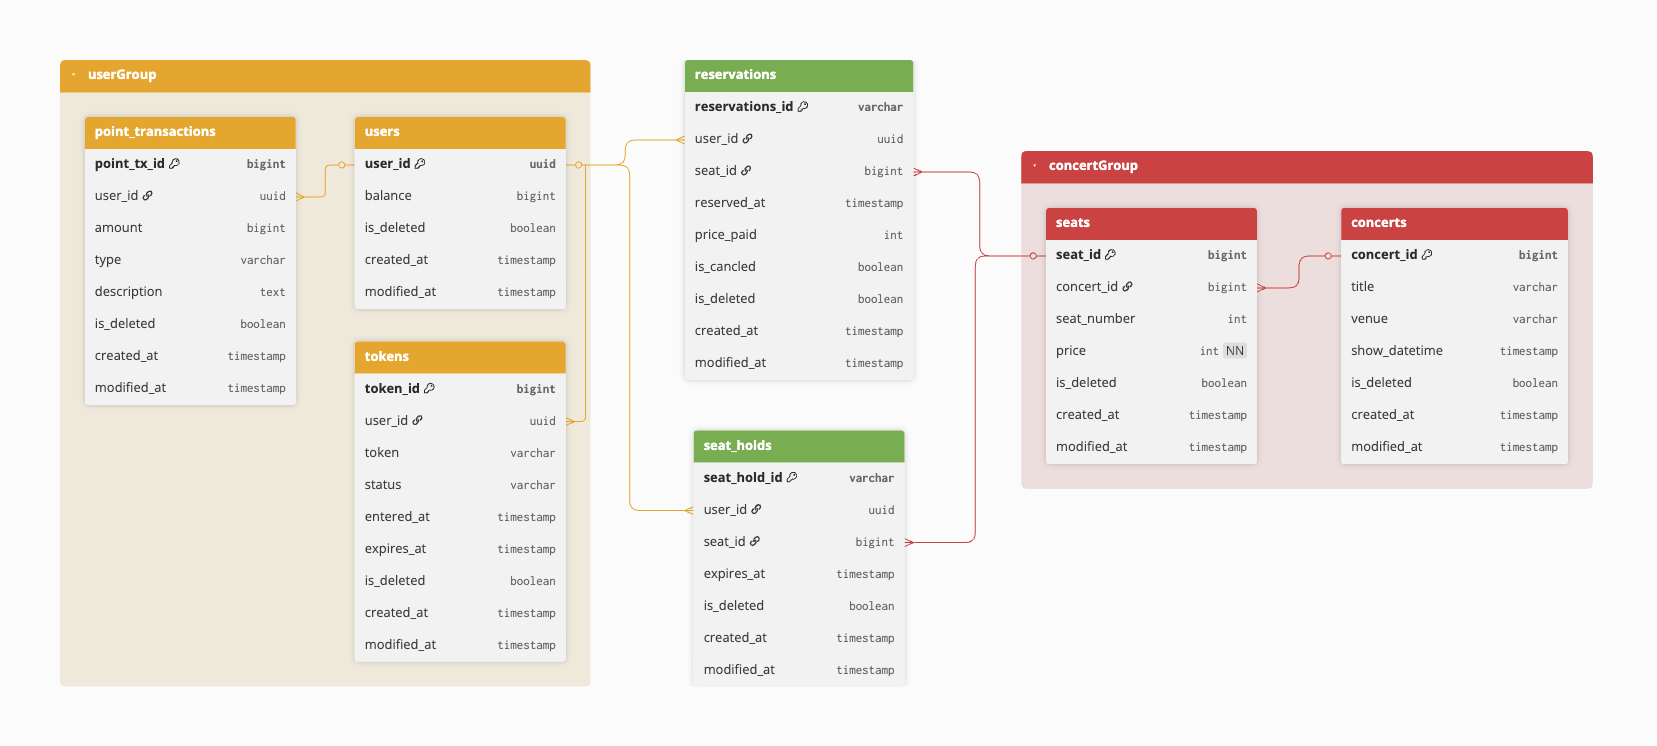 userGroup
point_transactions
point_tx_id bigint
user_id uuid
amount bigint
type varchar
description text
is_deleted boolean
created_at timestamp
modified_at timestamp
users
user_id uuid
balance bigint
is_deleted boolean
created_at timestamp
modified_at timestamp
tokens
token_id bigint
user_id uuid
token varchar
status varchar
entered_at timestamp
expires_at timestamp
is_deleted boolean
created_at timestamp
modified_at timestamp
reservations
reservations_id varchar
user_id uuid
seat_id bigint
reserved_at timestamp
price_paid int
is_cancled boolean
is_deleted boolean
created_at timestamp
modified_at timestamp
seat_holds
seat_hold_id varchar
user_id uuid
seat_id bigint
expires_at timestamp
is_deleted boolean
created_at timestamp
modified_at timestamp
concertGroup
seats
seat_id bigint
concert_id bigint
seat_number int
price int NN
is_deleted boolean
created_at timestamp
modified_at timestamp
concerts
concert_id bigint
title varchar
venue varchar
show_datetime timestamp
is_deleted boolean
created_at timestamp
modified_at timestamp